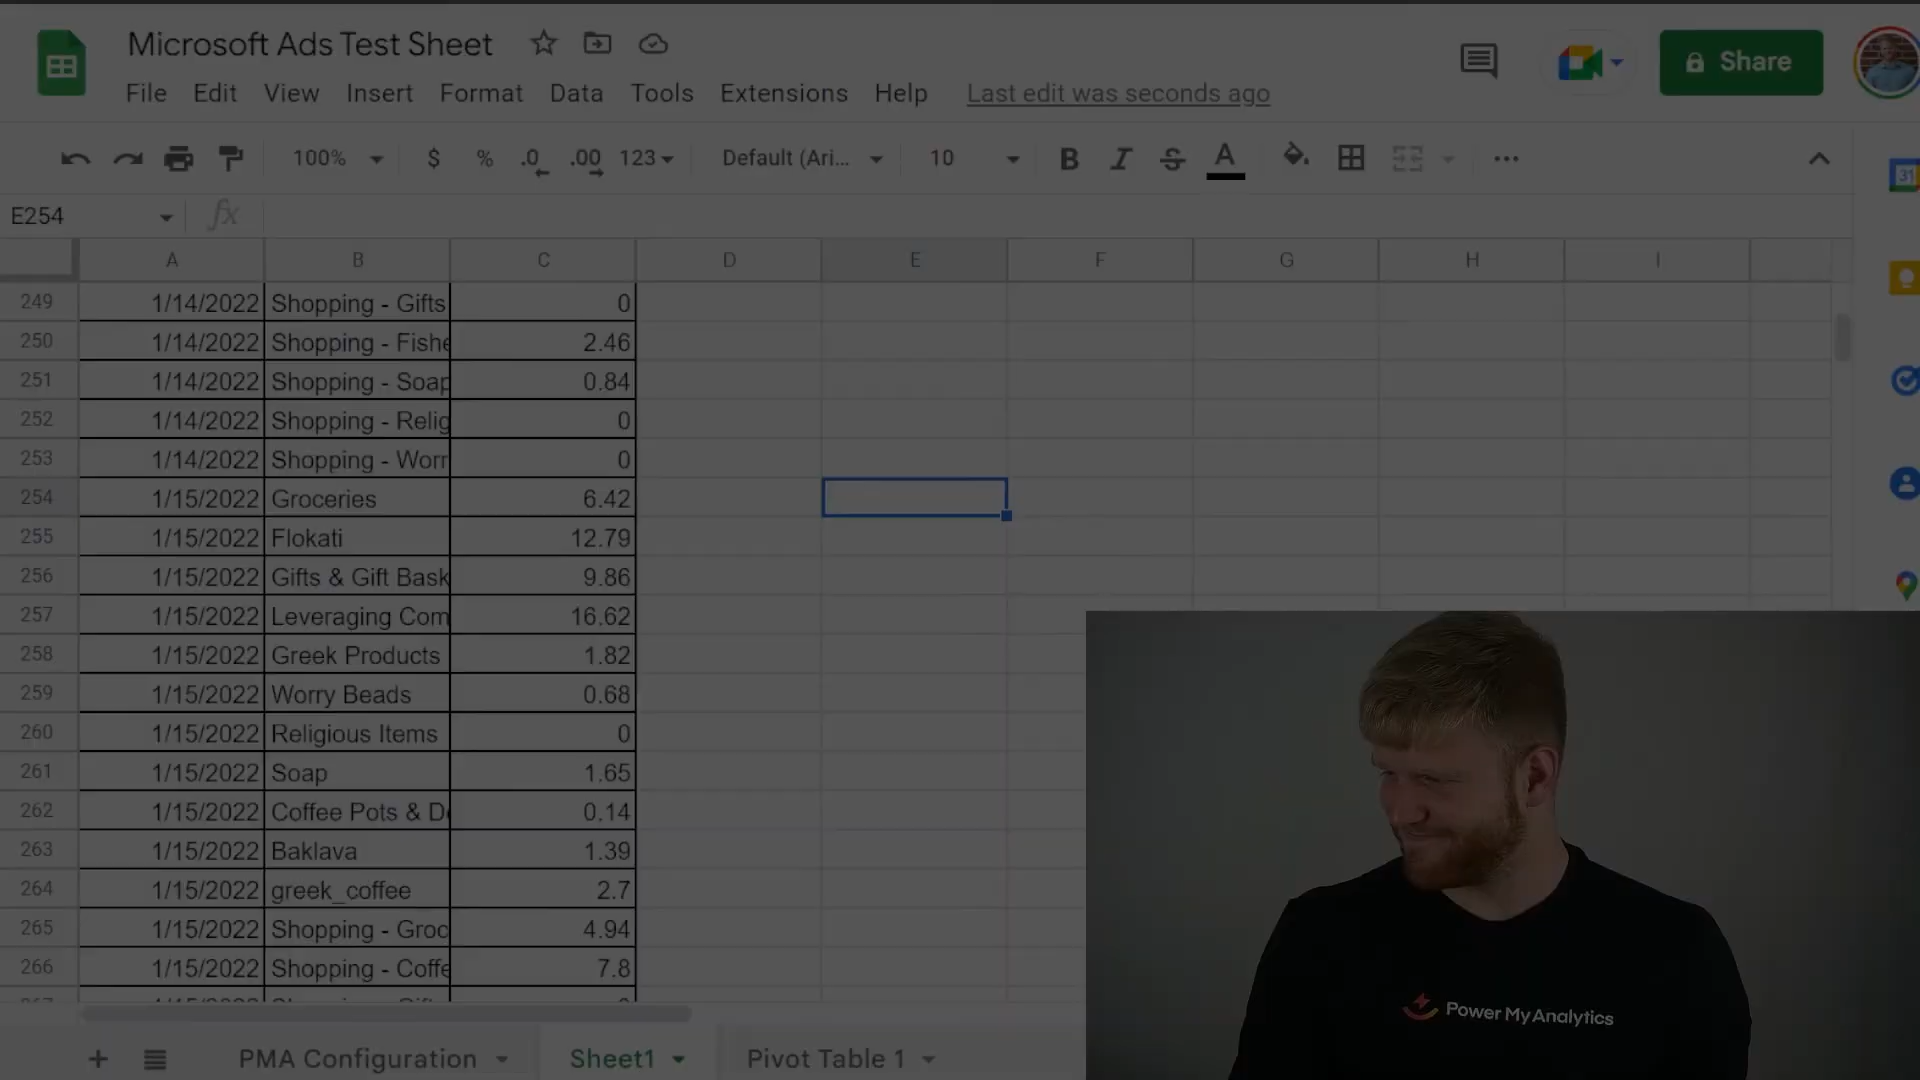 Microsoft Ads Test Sheet
Share
File Edit View Insert Format Data Tools Extensions Help Last edit was seconds ago
100% $ % .0 .00 123 Default (Ari... 10 B I S A
31
E254 fx
A B C D E F G H I
249 1/14/2022 Shopping - Gifts 0
250 1/14/2022 Shopping - Fishe 2.46
251 1/14/2022 Shopping - Soap 0.84
252 1/14/2022 Shopping - Relig 0
253 1/14/2022 Shopping - Worr 0
254 1/15/2022 Groceries 6.42
255 1/15/2022 Flokati 12.79
256 1/15/2022 Gifts & Gift Bask 9.86
257 1/15/2022 Leveraging Com 16.62
258 1/15/2022 Greek Products 1.82
259 1/15/2022 Worry Beads 0.68
260 1/15/2022 Religious Items 0
261 1/15/2022 Soap 1.65
262 1/15/2022 Coffee Pots & De 0.14
263 1/15/2022 Baklava 1.39
264 1/15/2022 greek_coffee 2.7
265 1/15/2022 Shopping - Groc 4.94
266 1/15/2022 Shopping - Coffe 7.8
Power My Analytics
PMA Configuration Sheet1 Pivot Table 1